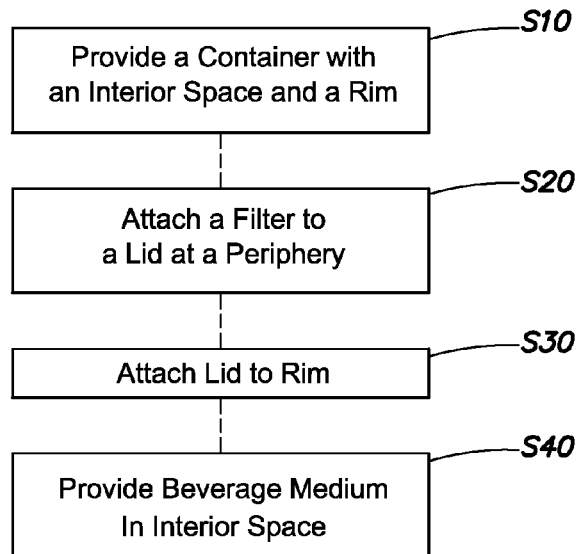 S10
Provide a Container with
an Interior Space and a Rim
S20
Attach a Filter to
a Lid at a Periphery
S30
Attach Lid to Rim
S40
Provide Beverage Medium
In Interior Space